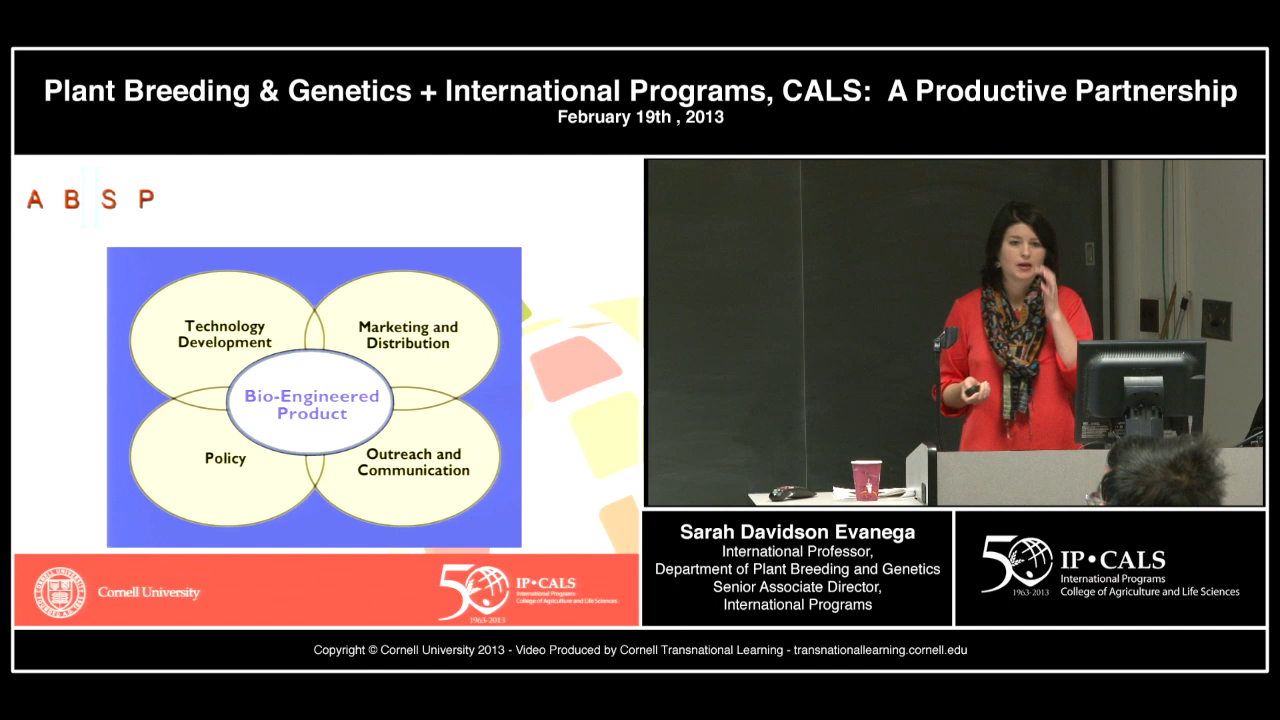 Plant Breeding & Genetics + International Programs, CALS: A Productive Partnership
February 19th , 2013
A B II S P
Technology
Development
Marketing and
Distribution
Bio-Engineered
Product
Policy
Outreach and
Communication
Cornell University
50
1963-2013
IP•CALS
International Programs
College of Agriculture and Life Sciences
Sarah Davidson Evanega
International Professor,
Department of Plant Breeding and Genetics
Senior Associate Director,
International Programs
50
1963-2013
IP•CALS
International Programs
College of Agriculture and Life Sciences
Copyright © Cornell University 2013 - Video Produced by Cornell Transnational Learning - transnationallearning.cornell.edu